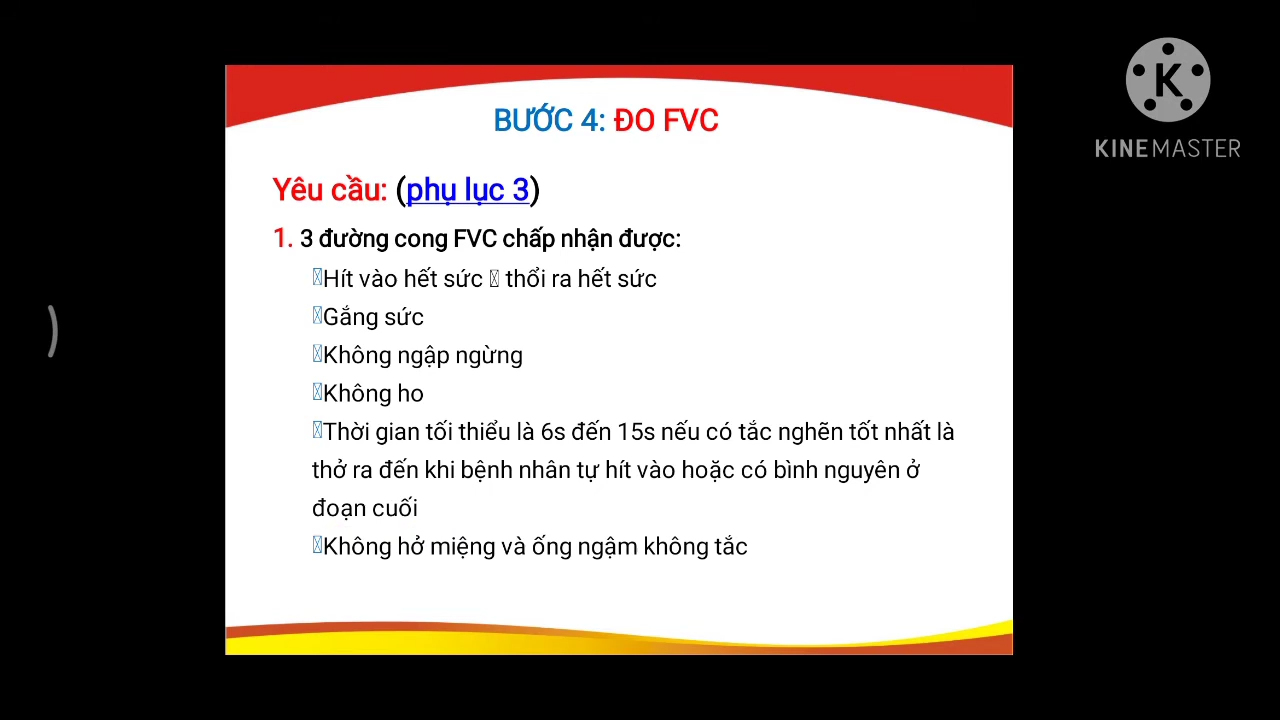 BƯỚC 4: ĐO FVC
Yêu cầu: (phụ lục 3)
1. 3 đường cong FVC chấp nhận được:
Hít vào hết sức thổi ra hết sức
Gắng sức
Không ngập ngừng
Không ho
Thời gian tối thiểu là 6s đến 15s nếu có tắc nghẽn tốt nhất là
thở ra đến khi bệnh nhân tự hít vào hoặc có bình nguyên ở
đoạn cuối
Không hở miệng và ống ngậm không tắc
K
KINEMASTER